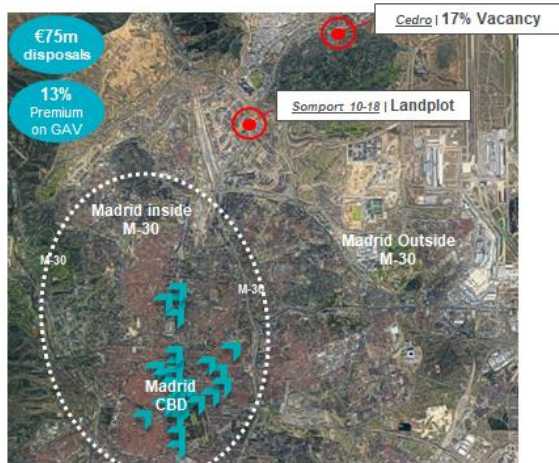 €75m
disposals
13%
Premium
on GAV
Cedro | 17% Vacancy
Somport 10-18 | Landplot
Madrid inside
M-30
Madrid Outside
M-30
M-30
M-30
Madrid
CBD